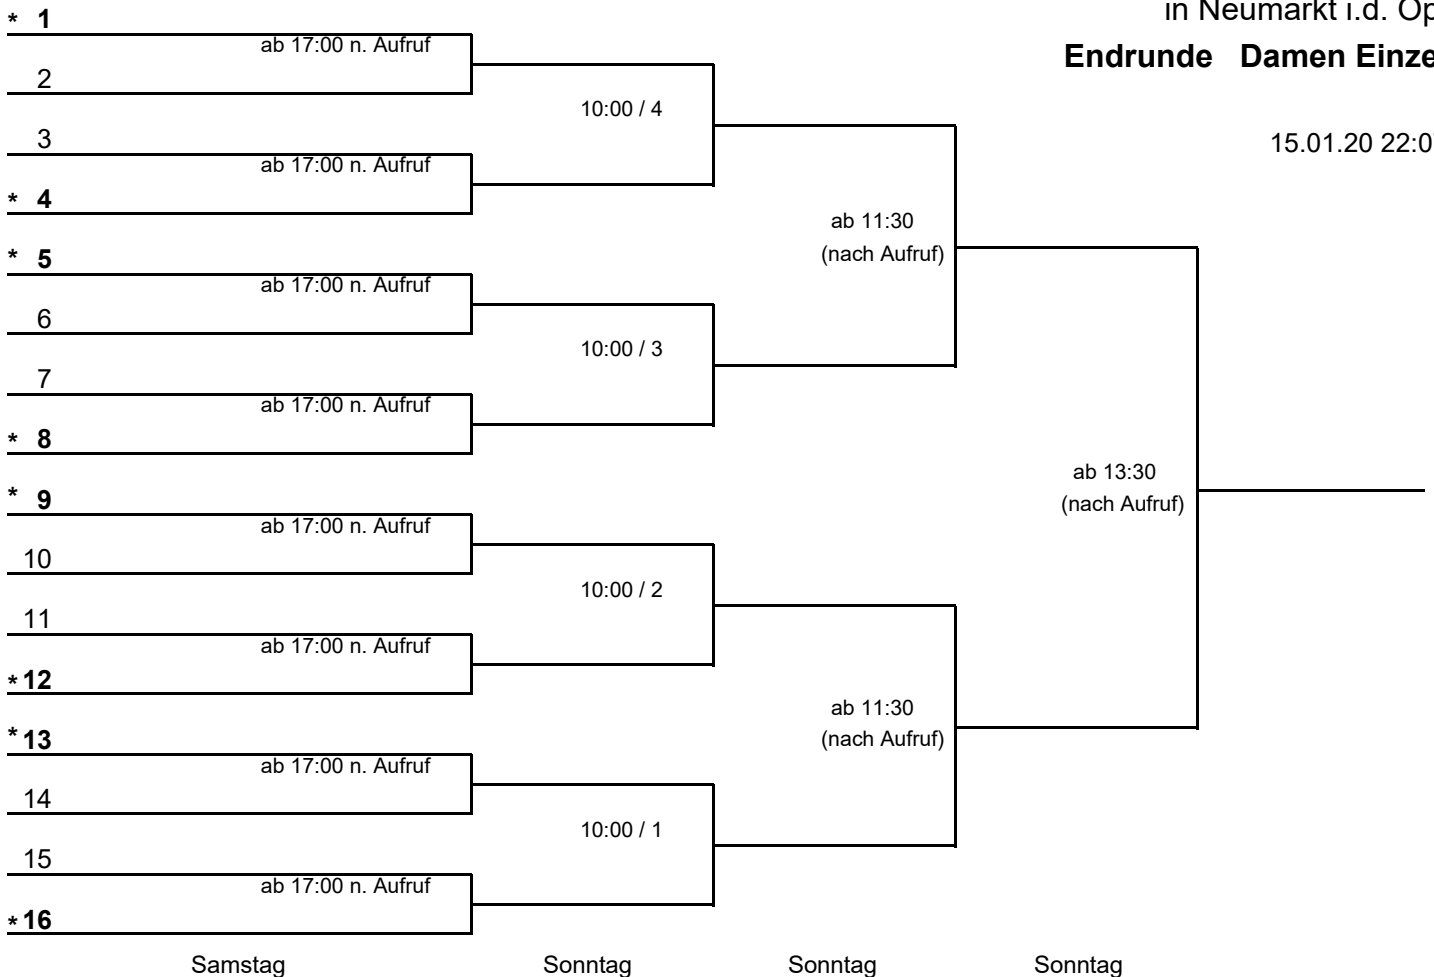 in Neumarkt i.d. Op
Endrunde Damen Einze
15.01.20 22:0
* 1
ab 17:00 n. Aufruf
2
10:00 / 4
3
ab 17:00 n. Aufruf
* 4
ab 11:30
(nach Aufruf)
* 5
ab 17:00 n. Aufruf
6
10:00 / 3
7
ab 17:00 n. Aufruf
* 8
ab 13:30
(nach Aufruf)
* 9
ab 17:00 n. Aufruf
10
10:00 / 2
11
ab 17:00 n. Aufruf
* 12
ab 11:30
(nach Aufruf)
* 13
ab 17:00 n. Aufruf
14
10:00 / 1
15
ab 17:00 n. Aufruf
* 16
Samstag Sonntag Sonntag Sonntag